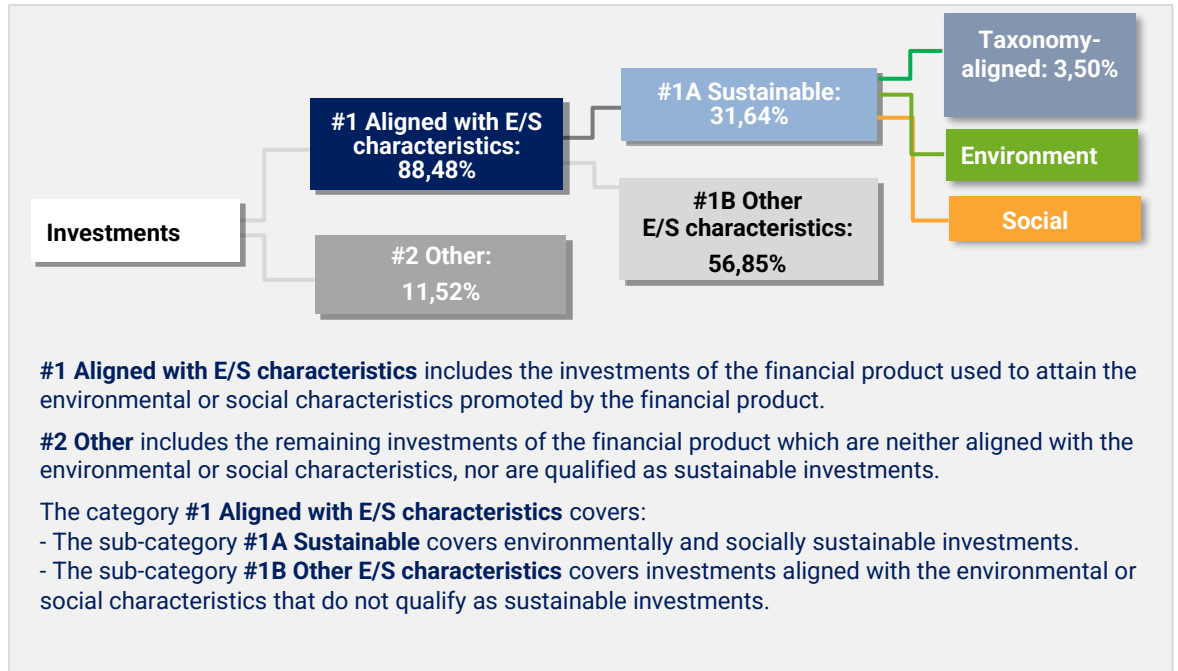 Investments
#1 Aligned with E/S
characteristics:
88,48%
#2 Other:
11,52%
#1A Sustainable:
31,64%
#1B Other
E/S characteristics:
56,85%
Taxonomy-
aligned: 3,50%
Environment
Social
#1 Aligned with E/S characteristics includes the investments of the financial product used to attain the
environmental or social characteristics promoted by the financial product.
#2 Other includes the remaining investments of the financial product which are neither aligned with the
environmental or social characteristics, nor are qualified as sustainable investments.
The category #1 Aligned with E/S characteristics covers:
- The sub-category #1A Sustainable covers environmentally and socially sustainable investments.
- The sub-category #1B Other E/S characteristics covers investments aligned with the environmental or
social characteristics that do not qualify as sustainable investments.